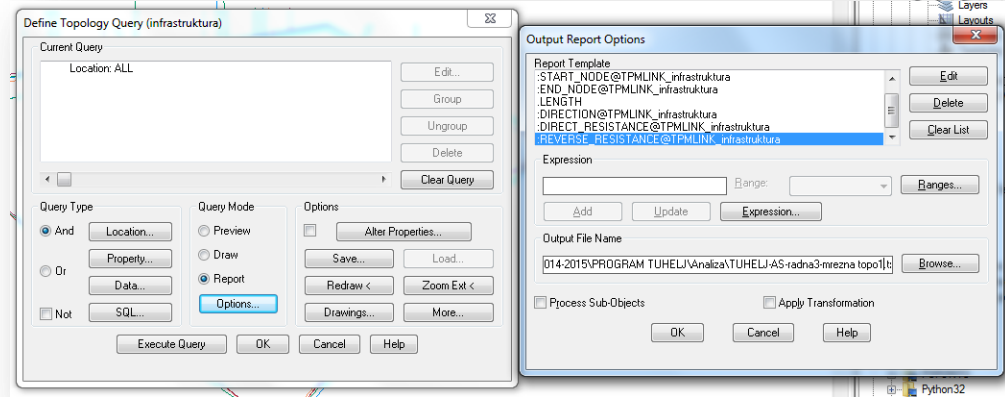 Define Topology Query (infrastruktura)
Current Query
Location: ALL
Edit...
Group
Ungroup
Delete
Clear Query
Query Type
And
Location...
Property...
Or
Data...
Not
SQL...
Query Mode
Preview
Draw
Report
Options...
Options
Alter Properties...
Save...
Load...
Redraw <
Zoom Ext <
Drawings...
More...
Execute Query
OK
Cancel
Help
Output Report Options
Report Template
:START_NODE@TPMLINK_infrastruktura
:END_NODE@TPMLINK_infrastruktura
.LENGTH
:DIRECTION@TPMLINK_infrastruktura
:DIRECT_RESISTANCE@TPMLINK_infrastruktura
:REVERSE_RESISTANCE@TPMLINK_infrastruktura
Edit
Delete
Clear List
Expression
Range:
Ranges...
Add
Update
Expression...
Output File Name
014-2015\PROGRAM TUHELJ\Analiza\TUHELJ-AS-radna3-mrezna topo1.t
Browse...
Process Sub-Objects
Apply Transformation
OK
Cancel
Help
Layers
Layouts
Python32